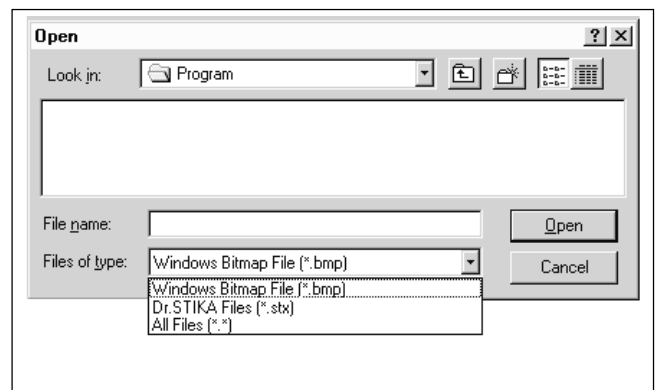 Open
Look in: Program
File name: Open
Files of type: Windows Bitmap File (*.bmp) Cancel
Windows Bitmap File (*.bmp)
Dr.STIKA Files (*.stx)
All Files (*.*)